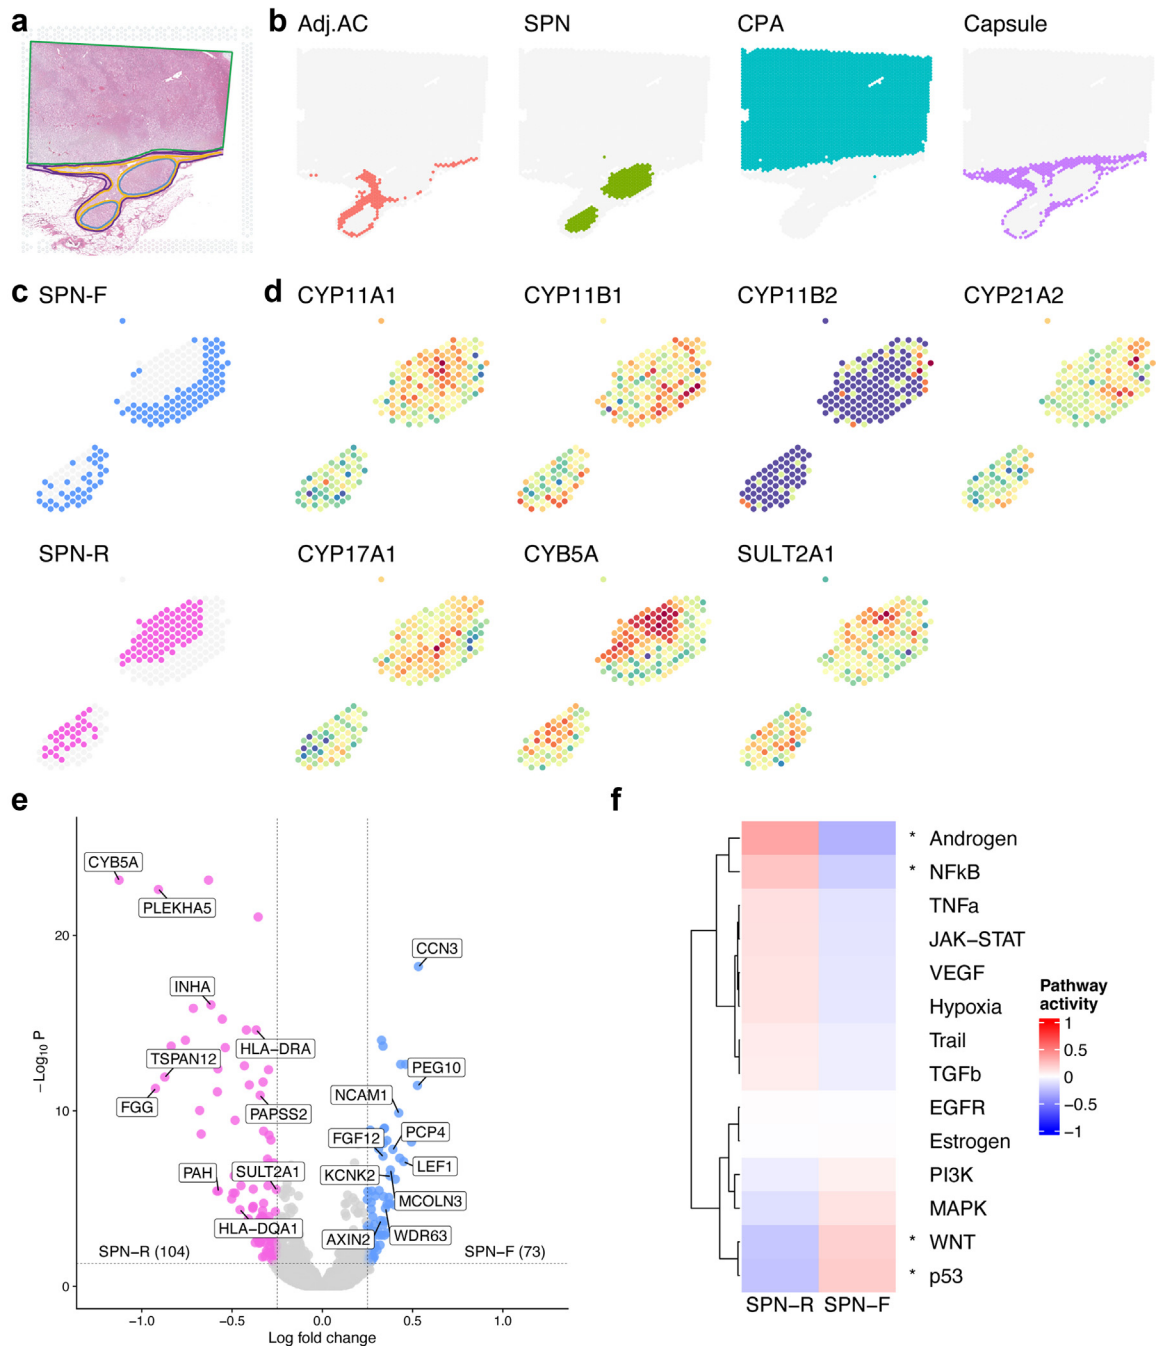 a
b
Adj.AC
SPN
CPA
Capsule
c
SPN-F
d
CYP11A1
CYP11B1
CYP11B2
CYP21A2
SPN-R
CYP17A1
CYB5A
SULT2A1
e
CYB5A
PLEKHA5
20
CCN3
INHA
HLA−DRA
TSPAN12
PEG10
FGG
NCAM1
10
PAPSS2
FGF12
PCP4
PAH
SULT2A1
KCNK2
LEF1
MCOLN3
HLA−DQA1
AXIN2
WDR63
SPN−R (104)
SPN−F (73)
0
−1.0
−0.5
0.0
0.5
1.0
Log fold change
−Log10 P
f
* Androgen
* NFkB
TNFa
JAK−STAT
VEGF
Hypoxia
Trail
TGFb
EGFR
Estrogen
PI3K
MAPK
* WNT
* p53
SPN−R SPN−F
Pathway
activity
1
0.5
0
−0.5
−1